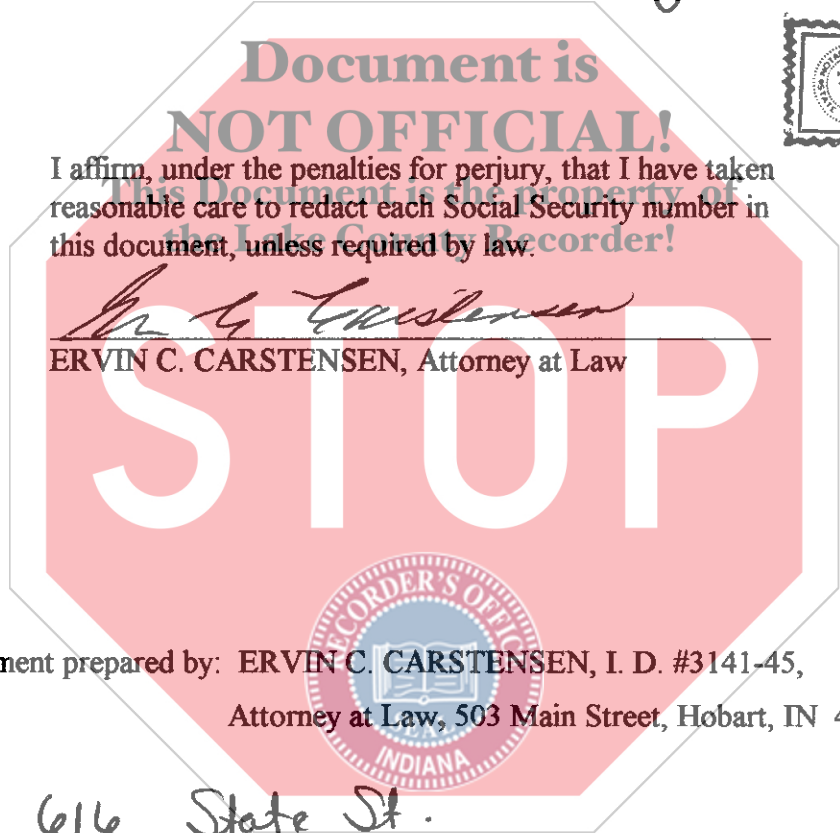 Document is
NOT OFFICIAL!
This Document is the property of
the Lake County Recorder!
I affirm, under the penalties for perjury, that I have taken
reasonable care to redact each Social Security number in
this document, unless required by law.
ERVIN C. CARSTENSEN, Attorney at Law
STOP
RECORDER'S OFFIC
INDIANA
ment prepared by: ERVIN C. CARSTENSEN, I. D. #3141-45,
Attorney at Law, 503 Main Street, Hobart, IN 4
616 State St.